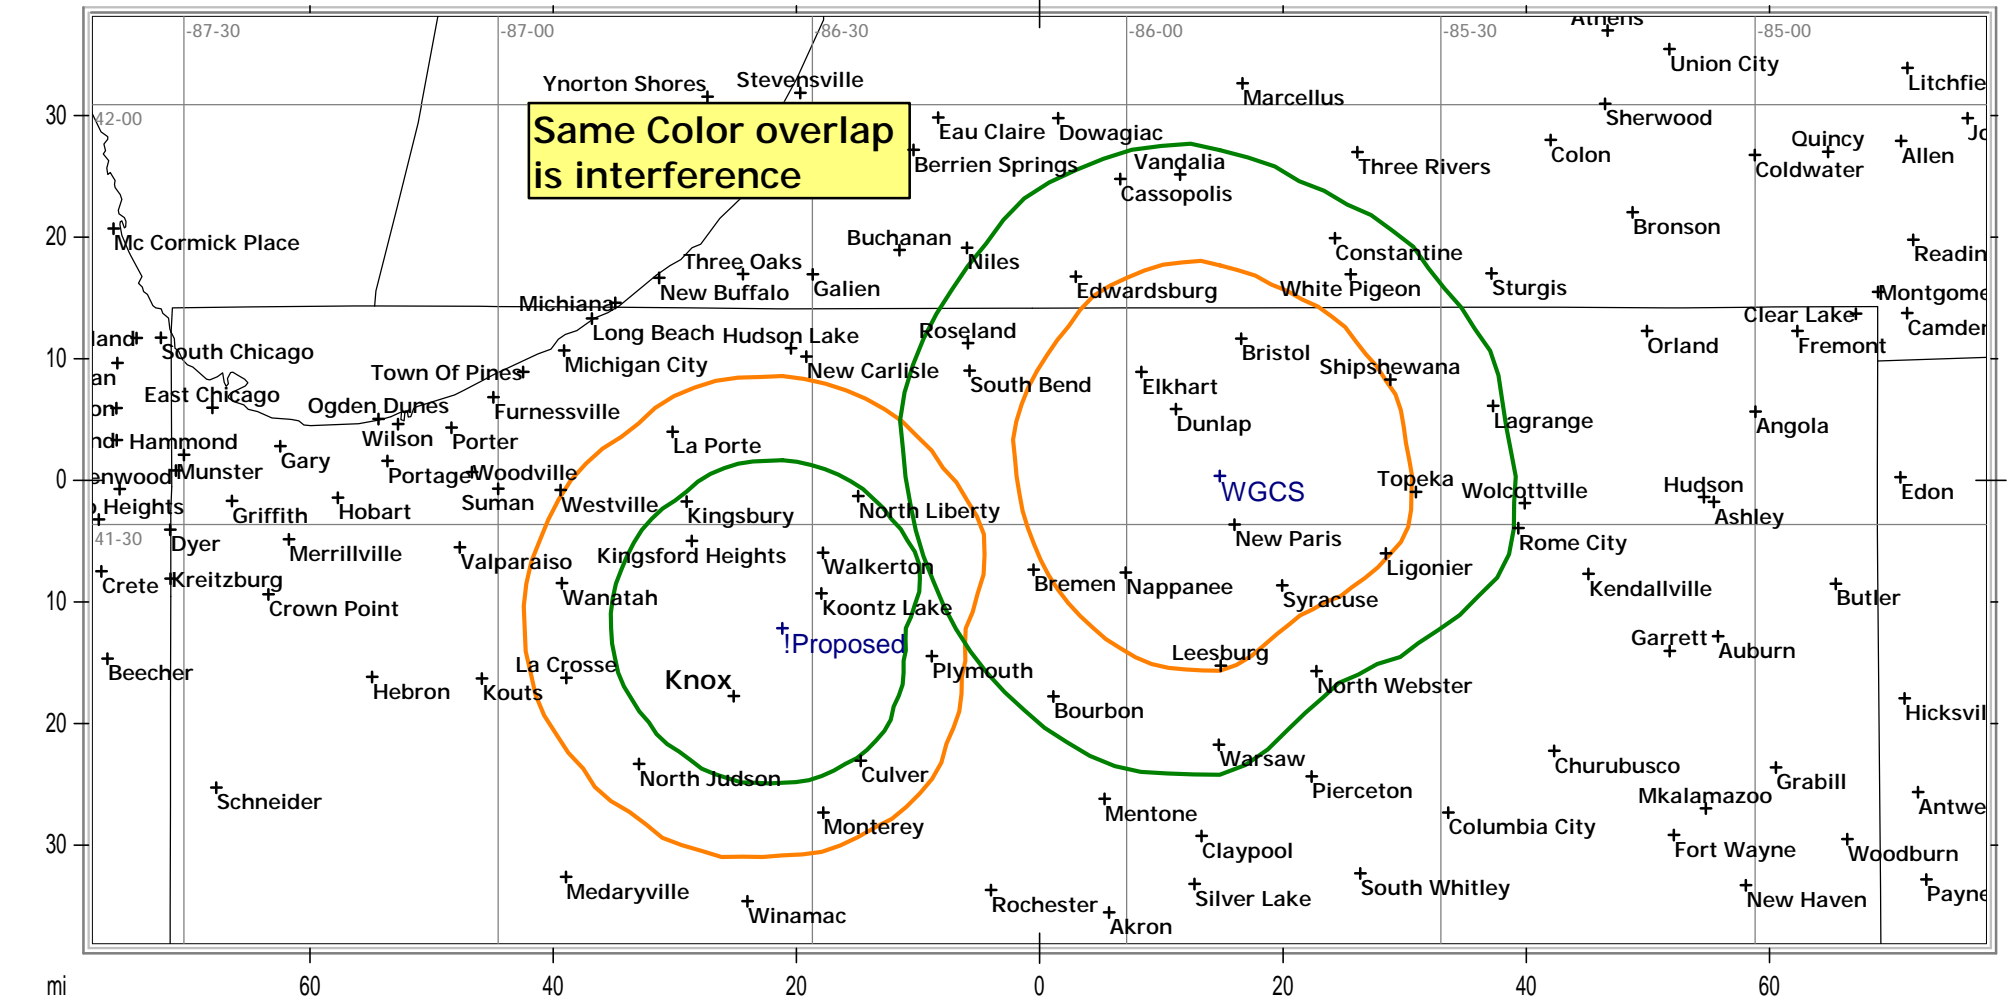 -87-30
-87-00
-86-30
-86-00
-85-30
-85-00
Athens
Union City
Litchfie
Ynorton Shores
Stevensville
Marcellus
30
42-00
Same Color overlap
is interference
Eau Claire
Dowagiac
Sherwood
Quincy
Jo
Berrien Springs
Vandalia
Three Rivers
Colon
Coldwater
Allen
Cassopolis
Bronson
20
Mc Cormick Place
Buchanan
Niles
Constantine
Readin
Three Oaks
New Buffalo
Galien
Edwardsburg
White Pigeon
Sturgis
Montgome
Michiana
Clear Lake
Camder
land
Long Beach
Hudson Lake
Roseland
Orland
Fremont
10
South Chicago
Michigan City
New Carlisle
Bristol
Shipshewana
an
Town Of Pines
South Bend
Elkhart
East Chicago
Ogden Dunes
Furnessville
Dunlap
Lagrange
Angola
on
nd
Hammond
Wilson
Porter
La Porte
Gary
Portage
Woodville
0
enwood
Munster
Suman
Westville
WGCS
Topeka
Wolcottville
Hudson
Edon
Heights
Griffith
Hobart
Kingsbury
North Liberty
Ashley
41-30
Dyer
Merrillville
Valparaiso
Kingsford Heights
Walkerton
New Paris
Ligonier
Rome City
Crete
Kreitzburg
Crown Point
Wanatah
Koontz Lake
Bremen
Nappanee
Syracuse
Kendallville
Butler
10
!Proposed
Garrett
Auburn
Beecher
La Crosse
Plymouth
Leesburg
Hebron
Kouts
Knox
Bourbon
North Webster
Hicksvil
20
North Judson
Culver
Warsaw
Churubusco
Grabill
Schneider
Monterey
Mentone
Pierceton
Mkalamazoo
Antwe
Columbia City
30
Claypool
Fort Wayne
Woodburn
Medaryville
Winamac
Rochester
Silver Lake
South Whitley
New Haven
Payne
Akron
mi
60
40
20
0
20
40
60